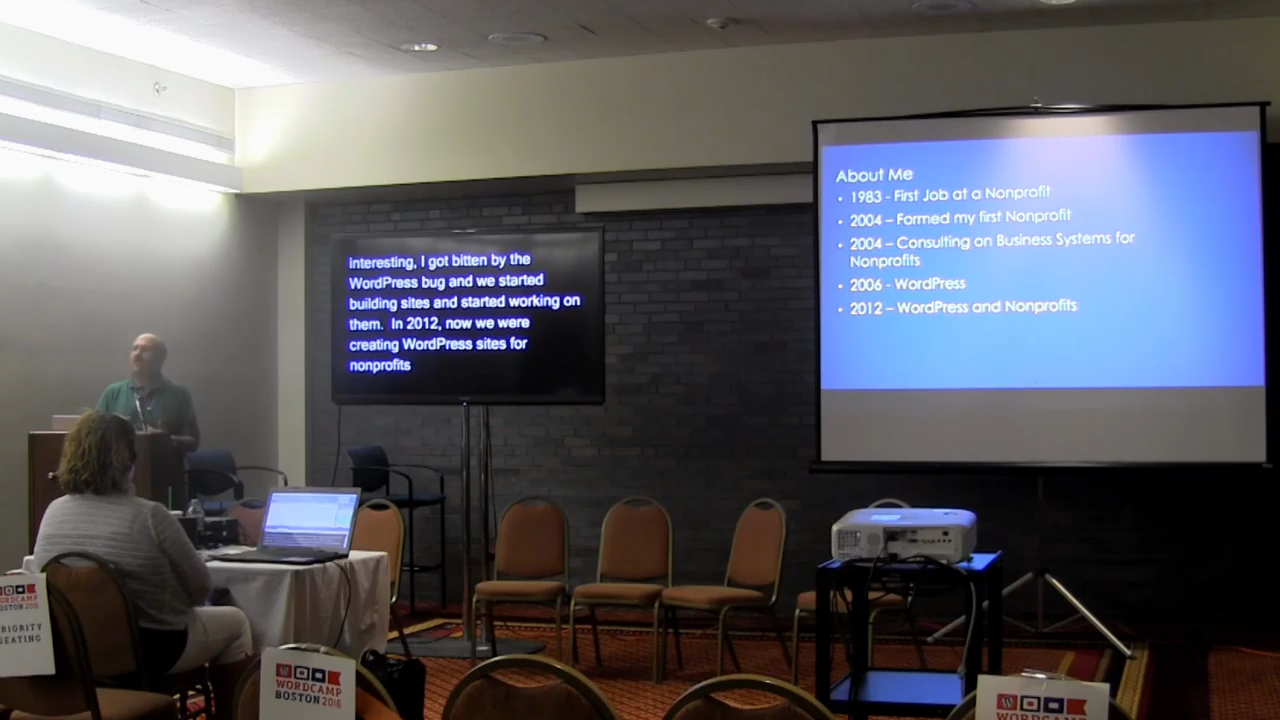 interesting, I got bitten by the
WordPress bug and we started
building sites and started working on
them. In 2012, now we were
creating WordPress sites for
nonprofits
About Me
• 1983 - First Job at a Nonprofit
• 2004 – Formed my first Nonprofit
• 2004 – Consulting on Business Systems for
Nonprofits
• 2006 - WordPress
• 2012 – WordPress and Nonprofits
WORDCAMP
BOSTON 2016
RIORITY
SEATING
WORDCAMP
BOSTON 2016
WORDCAMP